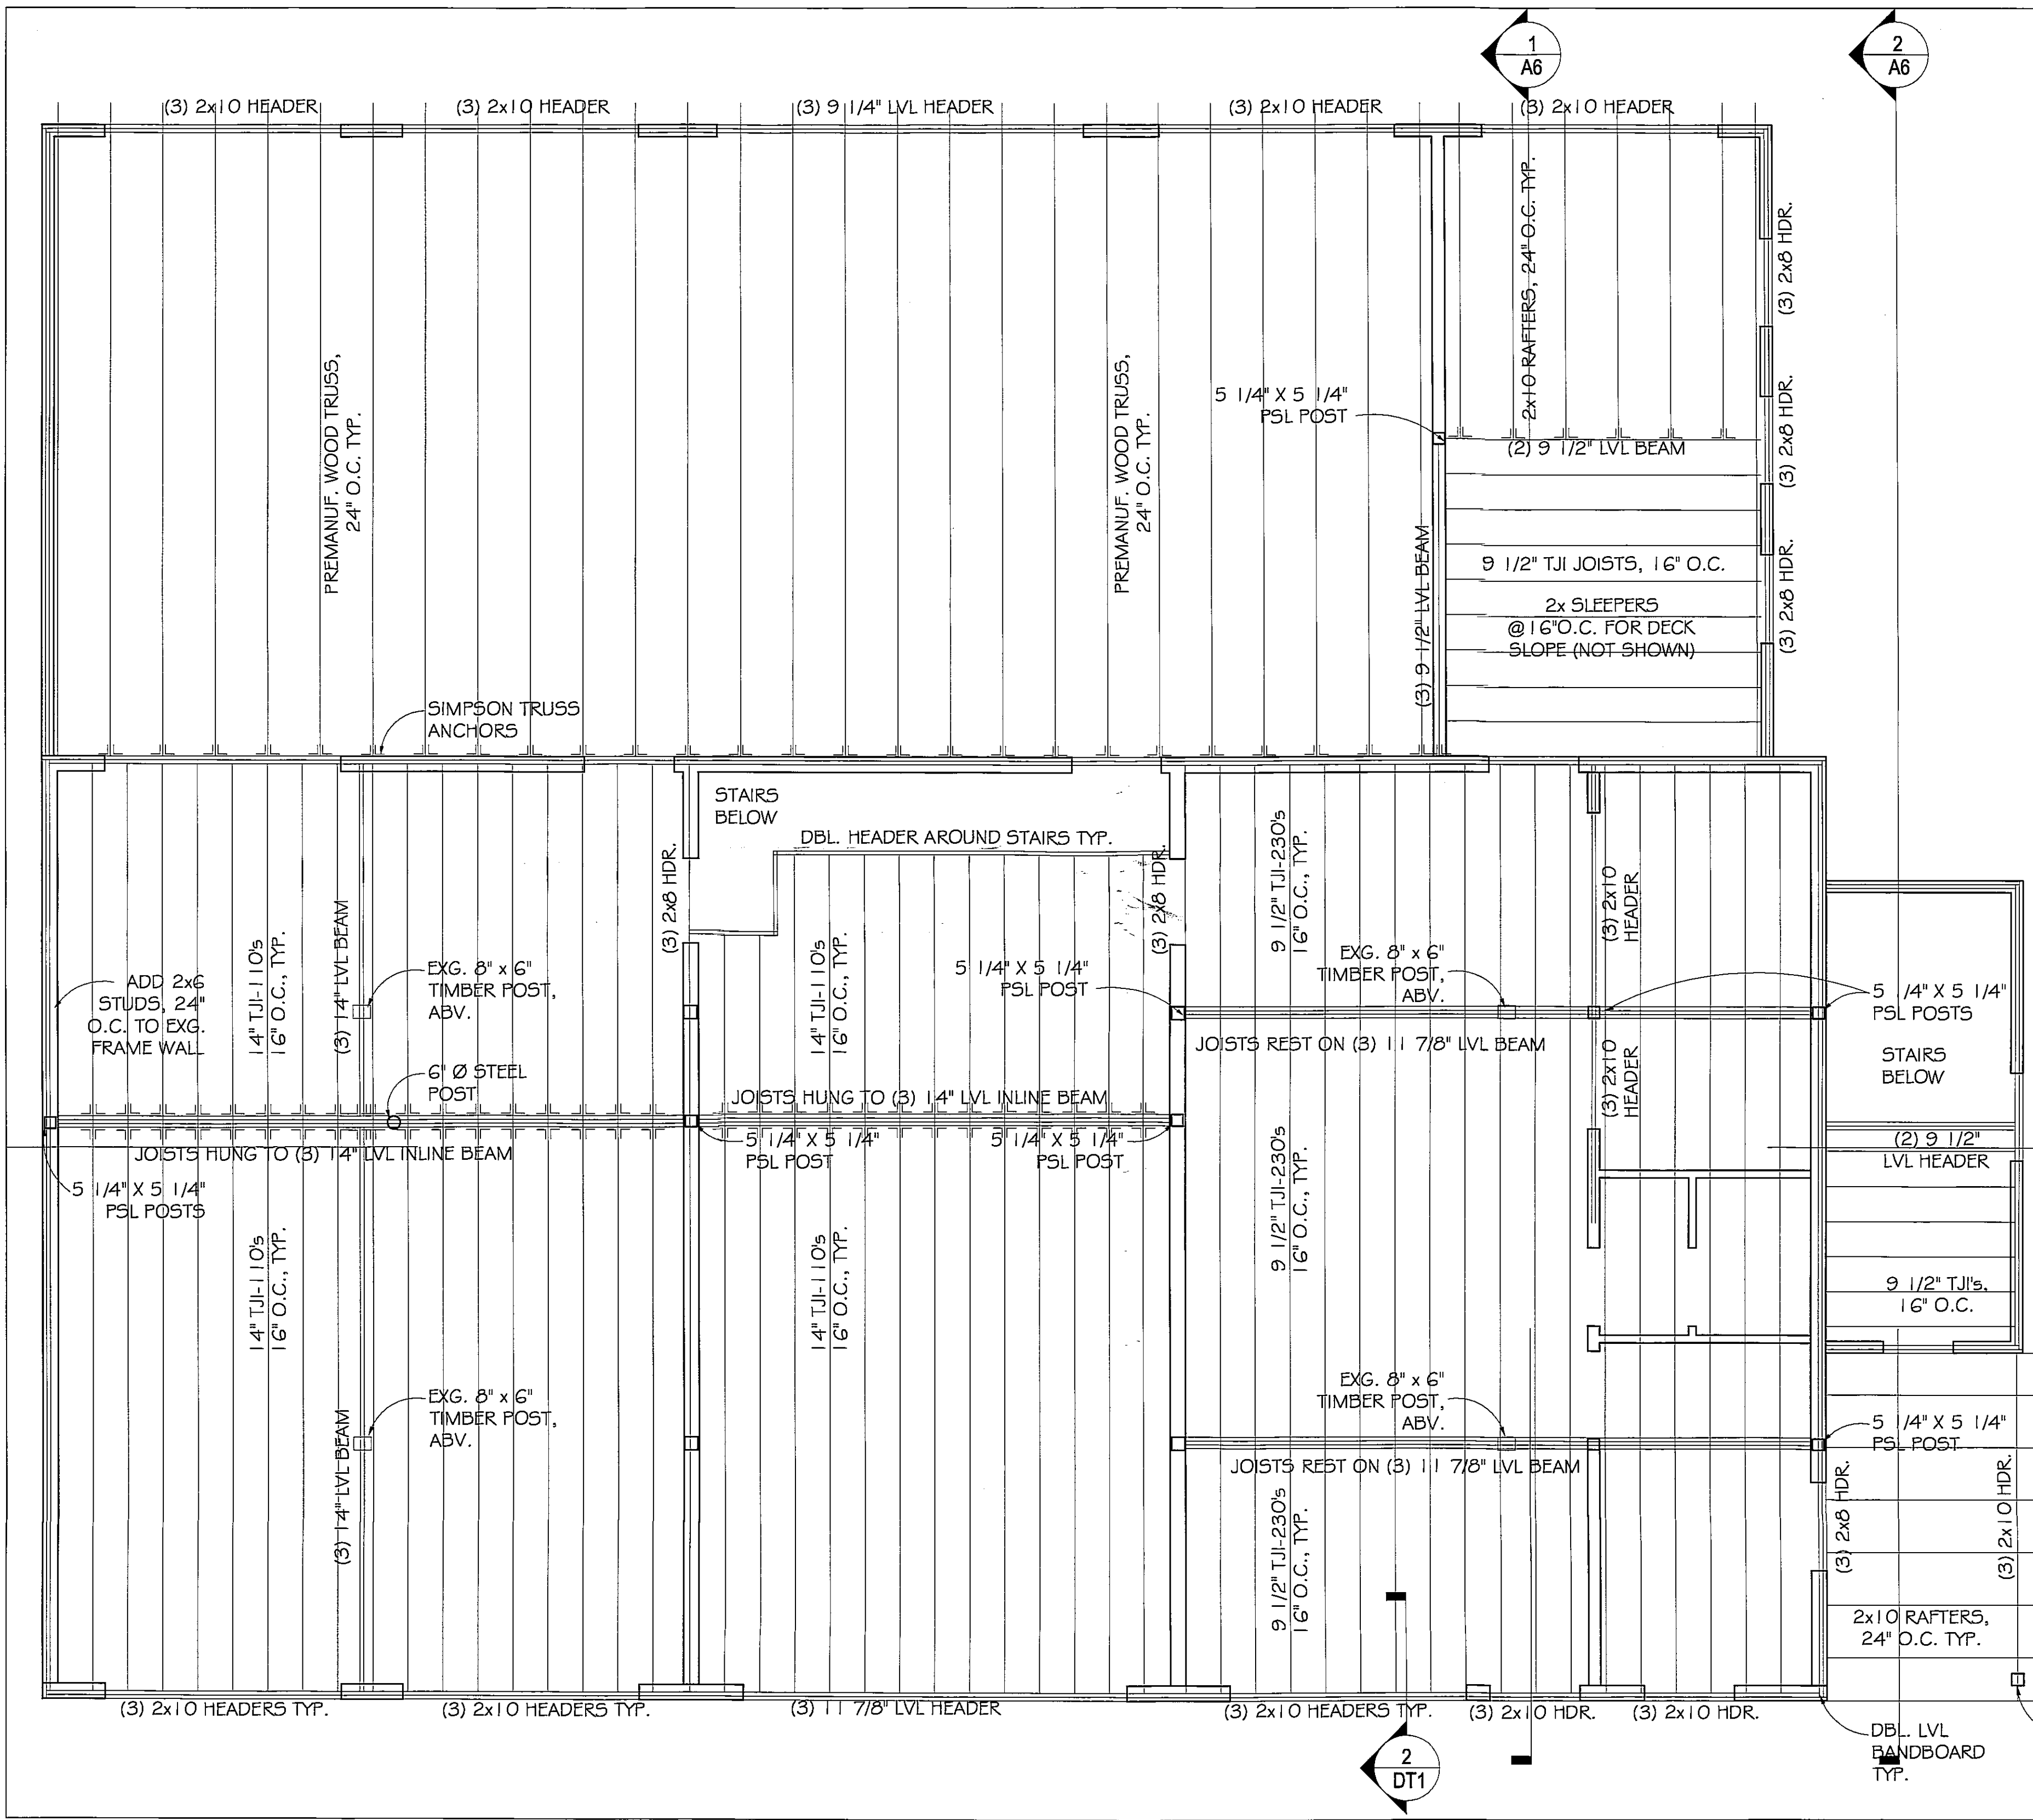 1
A6
2
A6
(3) 2x10 HEADER
(3) 2x10 HEADER
(3) 9 1/4" LVL HEADER
(3) 2x10 HEADER
(3) 2x10 HEADER
PREMANUF. WOOD TRUSS,
24" O.C. TYP.
PREMANUF. WOOD TRUSS,
24" O.C. TYP.
2x10 RAFTERS, 24" O.C. TYP.
(3) 2x8 HDR.
(3) 2x8 HDR.
(3) 2x8 HDR.
5 1/4" X 5 1/4"
PSL POST
(2) 9 1/2" LVL BEAM
(3) 9 1/2" LVL BEAM
9 1/2" TJI JOISTS, 16" O.C.
2x SLEEPERS
@16"O.C. FOR DECK
SLOPE (NOT SHOWN)
SIMPSON TRUSS
ANCHORS
STAIRS
BELOW
DBL. HEADER AROUND STAIRS TYP.
(3) 2x8 HDR.
(3) 2x8 HDR.
9 1/2" TJI-230's
16" O.C., TYP.
(3) 2x10
HEADER
ADD 2x6
STUDS, 24"
O.C. TO EXG.
FRAME WALL
14" TJI-110's
16" O.C., TYP.
(3) 14" LVL BEAM
EXG. 8" x 6"
TIMBER POST,
ABV.
6" Ø STEEL
POST
14" TJI-110's
16" O.C., TYP.
5 1/4" X 5 1/4"
PSL POST
EXG. 8" x 6"
TIMBER POST,
ABV.
5 1/4" X 5 1/4"
PSL POSTS
JOISTS REST ON (3) 11 7/8" LVL BEAM
(3) 2x10
HEADER
STAIRS
BELOW
JOISTS HUNG TO (3) 14" LVL INLINE BEAM
JOISTS HUNG TO (3) 14" LVL INLINE BEAM
5 1/4" X 5 1/4"
PSL POST
5 1/4" X 5 1/4"
PSL POST
5 1/4" X 5 1/4"
PSL POSTS
(2) 9 1/2"
LVL HEADER
14" TJI-110's
16" O.C., TYP.
14" TJI-110's
16" O.C., TYP.
9 1/2" TJI-230's
16" O.C., TYP.
9 1/2" TJI's,
16" O.C.
(3) 14" LVL BEAM
EXG. 8" x 6"
TIMBER POST,
ABV.
EXG. 8" x 6"
TIMBER POST,
ABV.
5 1/4" X 5 1/4"
PSL POST
JOISTS REST ON (3) 11 7/8" LVL BEAM
9 1/2" TJI-230's
16" O.C., TYP.
(3) 2x8 HDR.
(3) 2x10 HDR.
2x10 RAFTERS,
24" O.C. TYP.
(3) 2x10 HEADERS TYP.
(3) 2x10 HEADERS TYP.
(3) 11 7/8" LVL HEADER
(3) 2x10 HEADERS TYP.
(3) 2x10 HDR.
(3) 2x10 HDR.
DBL. LVL
BANDBOARD
TYP.
2
DT1